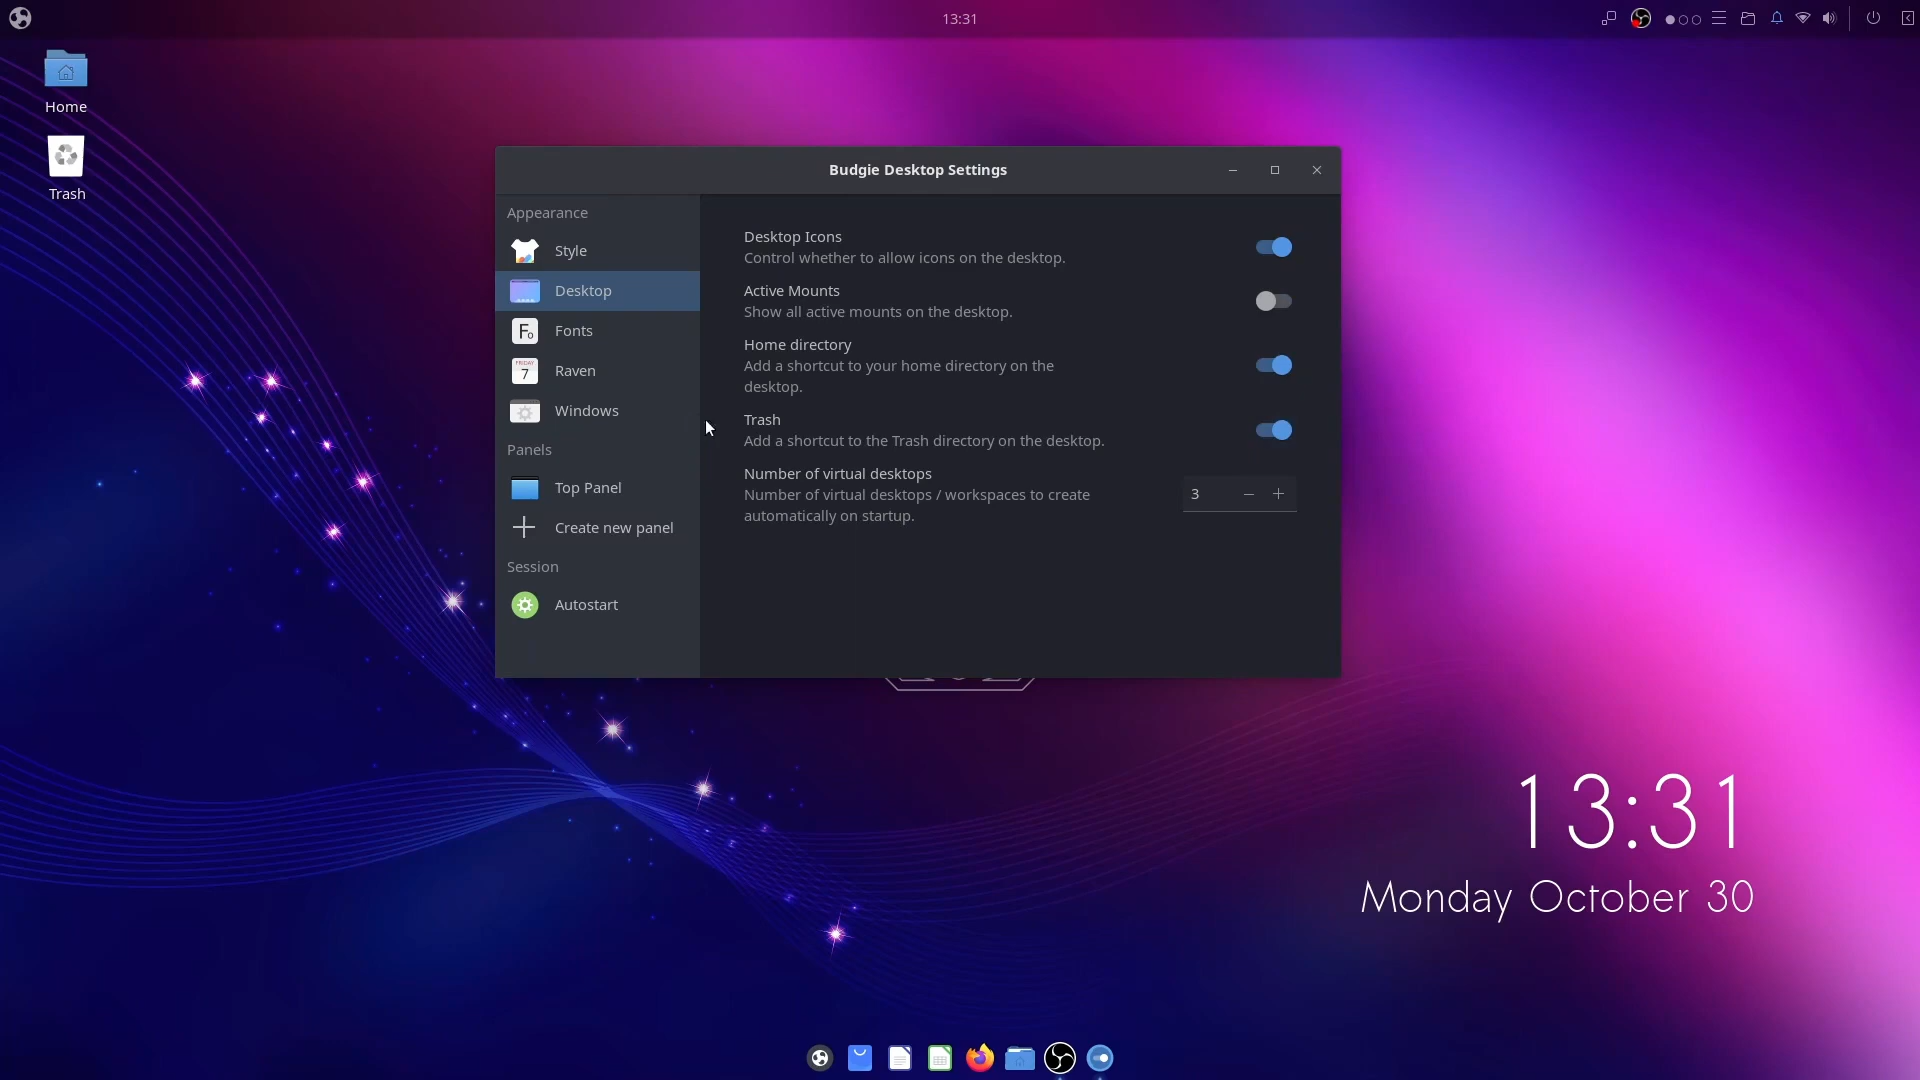 13:31
Home
Trash
Budgie Desktop Settings
Appearance
Style
Desktop
Fonts
Raven
Windows
Panels
Top Panel
Create new panel
Session
Autostart
Desktop Icons
Control whether to allow icons on the desktop.
Active Mounts
Show all active mounts on the desktop.
Home directory
Add a shortcut to your home directory on the
desktop.
Trash
Add a shortcut to the Trash directory on the desktop.
Number of virtual desktops
Number of virtual desktops / workspaces to create
automatically on startup.
3
Fo
FRIDAY
7
13:31
Monday October 30